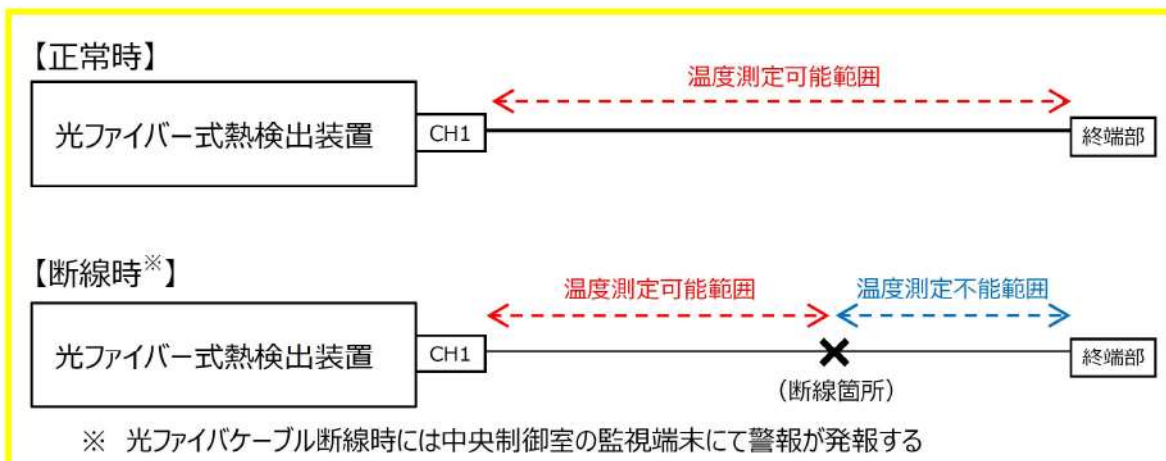 【正常時】
温度測定可能範囲
光ファイバー式熱検出装置
CH1
終端部
【断線時※】
温度測定可能範囲
温度測定不能範囲
光ファイバー式熱検出装置
CH1
終端部
(断線箇所)
※ 光ファイバケーブル断線時には中央制御室の監視端末にて警報が発報する